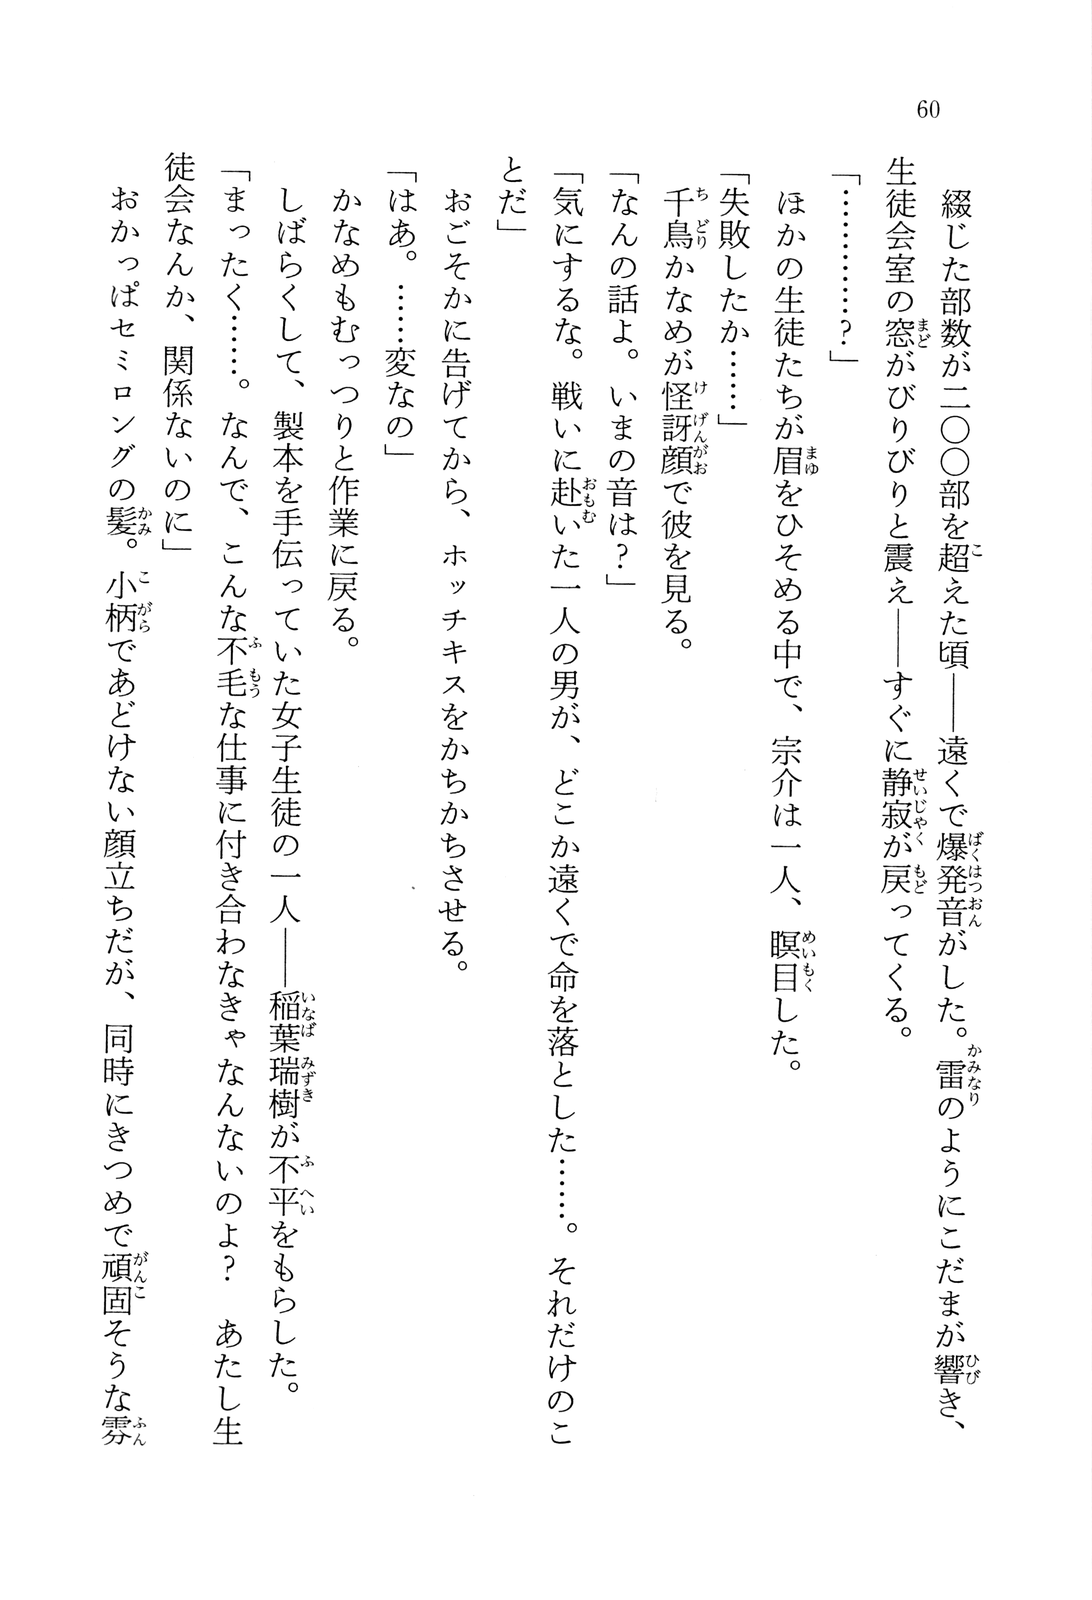 60
綴じた部数が二〇〇部を超えた頃――遠くで爆発音がした。雷のようにこだまが響き、
生徒会室の窓がびりびりと震え――すぐに静寂が戻ってくる。
「…………?」
ほかの生徒たちが眉をひそめる中で、宗介は一人、瞑目した。
「失敗したか……」
千鳥かなめが怪訝顔で彼を見る。
「なんの話よ。いまの音は?」
「気にするな。戦いに赴いた一人の男が、どこか遠くで命を落とした……。それだけのこ
とだ」
おごそかに告げてから、ホッチキスをかちかちさせる。
「はあ。……変なの」
かなめもむっつりと作業に戻る。
しばらくして、製本を手伝っていた女子生徒の一人――稲葉瑞樹が不平をもらした。
「まったく……。なんで、こんな不毛な仕事に付き合わなきゃなんないのよ? あたし生
徒会なんか、関係ないのに」
おかっぱセミロングの髪。小柄であどけない顔立ちだが、同時にきつめで頑固そうな雰